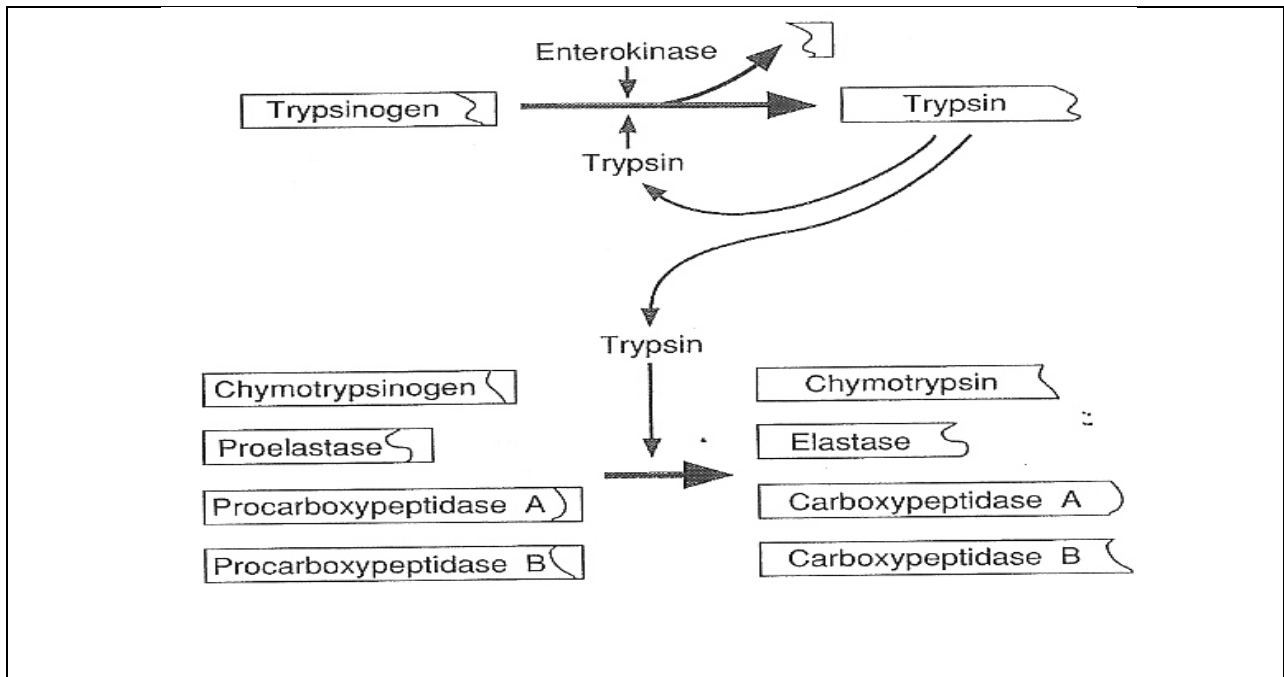 Enterokinase
Trypsinogen
Trypsin
Trypsin
Trypsin
Chymotrypsinogen
Chymotrypsin
Proelastase
Elastase
Procarboxypeptidase A
Carboxypeptidase A
Procarboxypeptidase B
Carboxypeptidase B